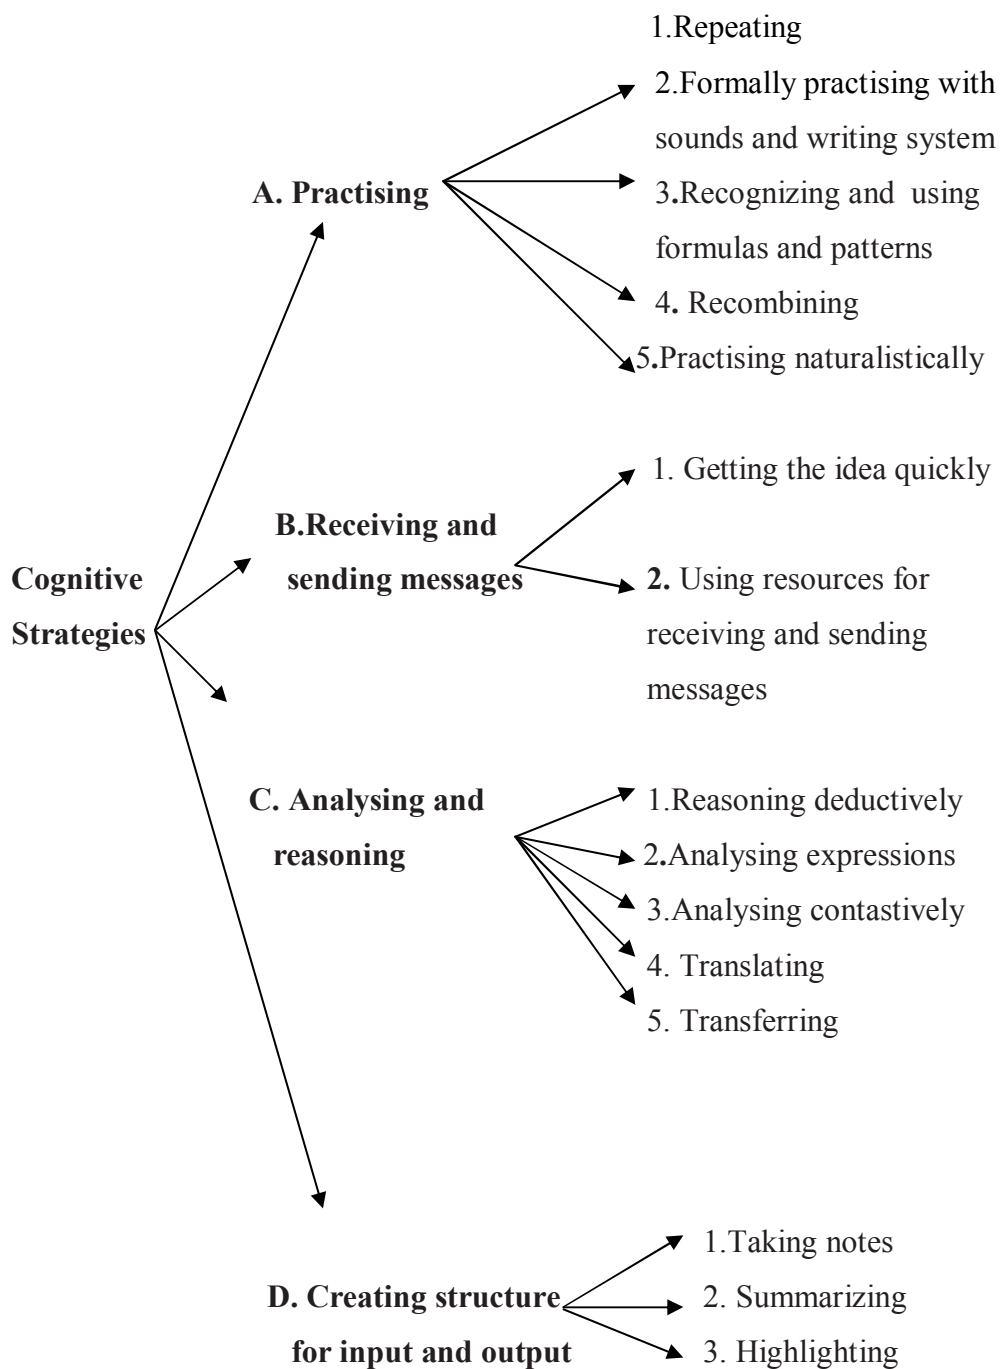 1.Repeating
2.Formally practising with
sounds and writing system
A. Practising
3.Recognizing and using
formulas and patterns
4. Recombining
5.Practising naturalistically
1. Getting the idea quickly
B.Receiving and
sending messages
2. Using resources for
receiving and sending
messages
Cognitive
Strategies
C. Analysing and
reasoning
1.Reasoning deductively
2.Analysing expressions
3.Analysing contastively
4. Translating
5. Transferring
D. Creating structure
for input and output
1.Taking notes
2. Summarizing
3. Highlighting